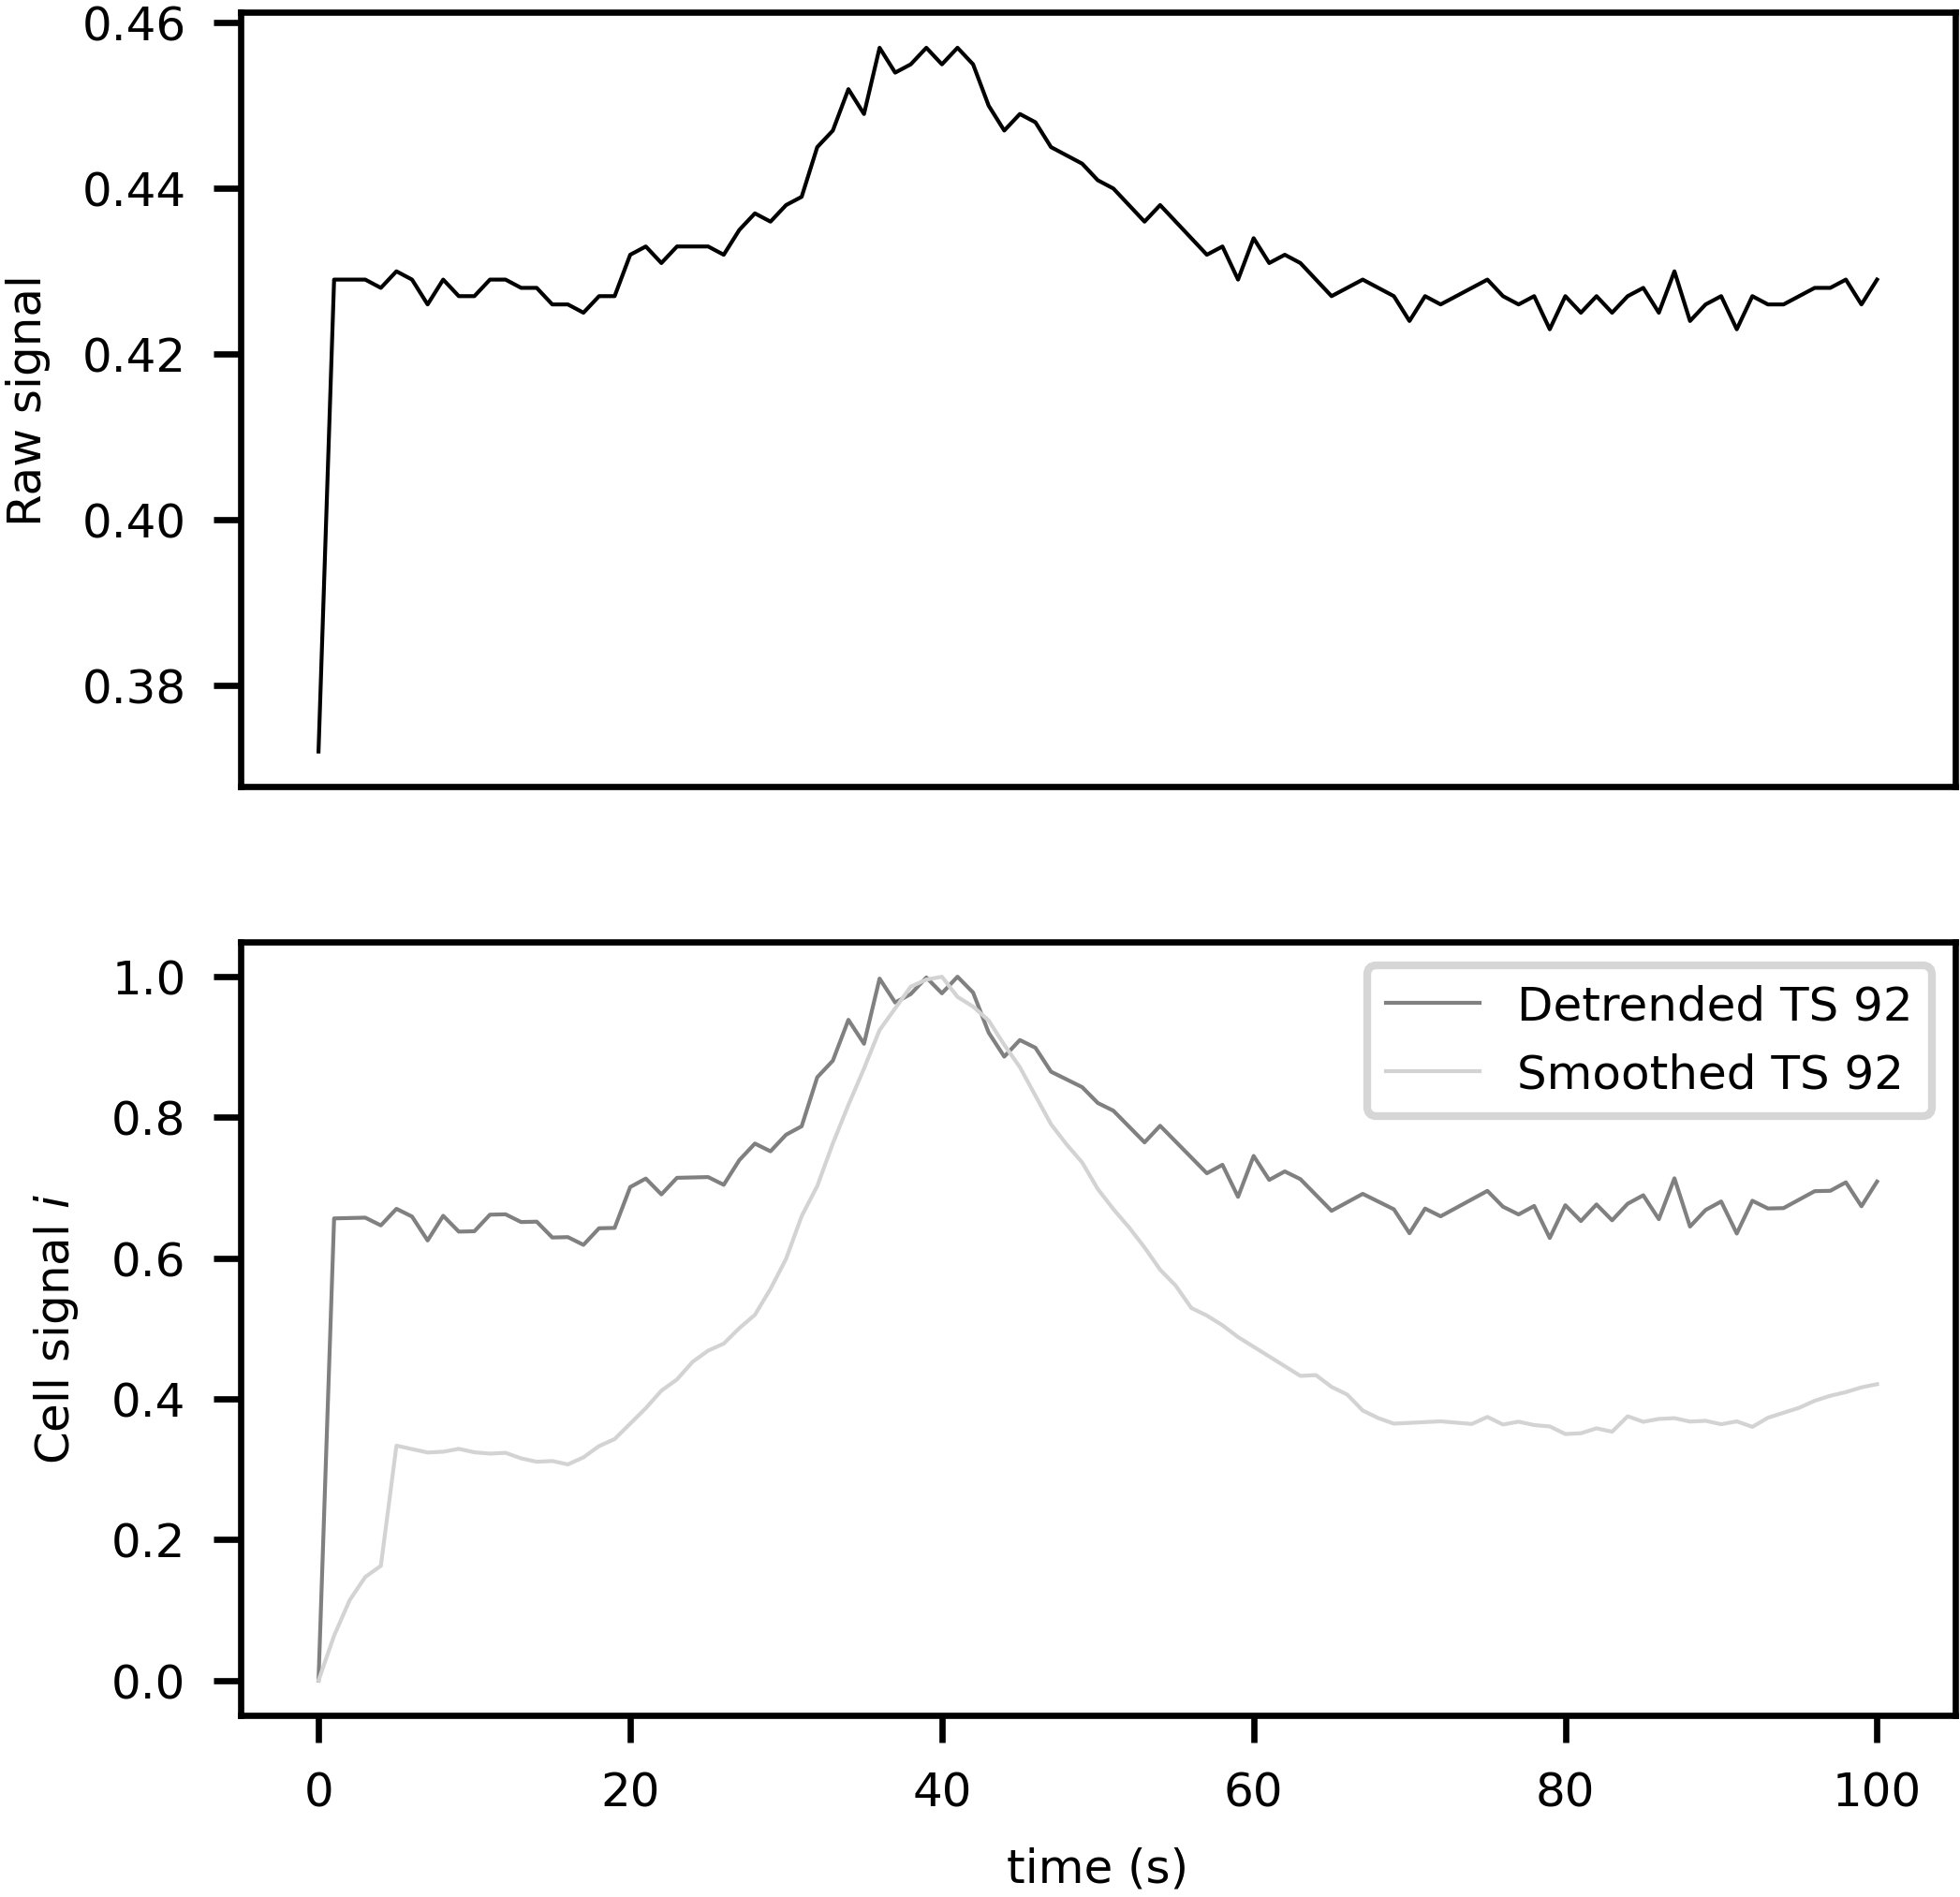 0.46
0.44
0.42
0.40
0.38
Raw signal
1.0
0.8
0.6
0.4
0.2
0.0
Cell signal i
Detrended TS 92
Smoothed TS 92
0 20 40 60 80 100
time (s)